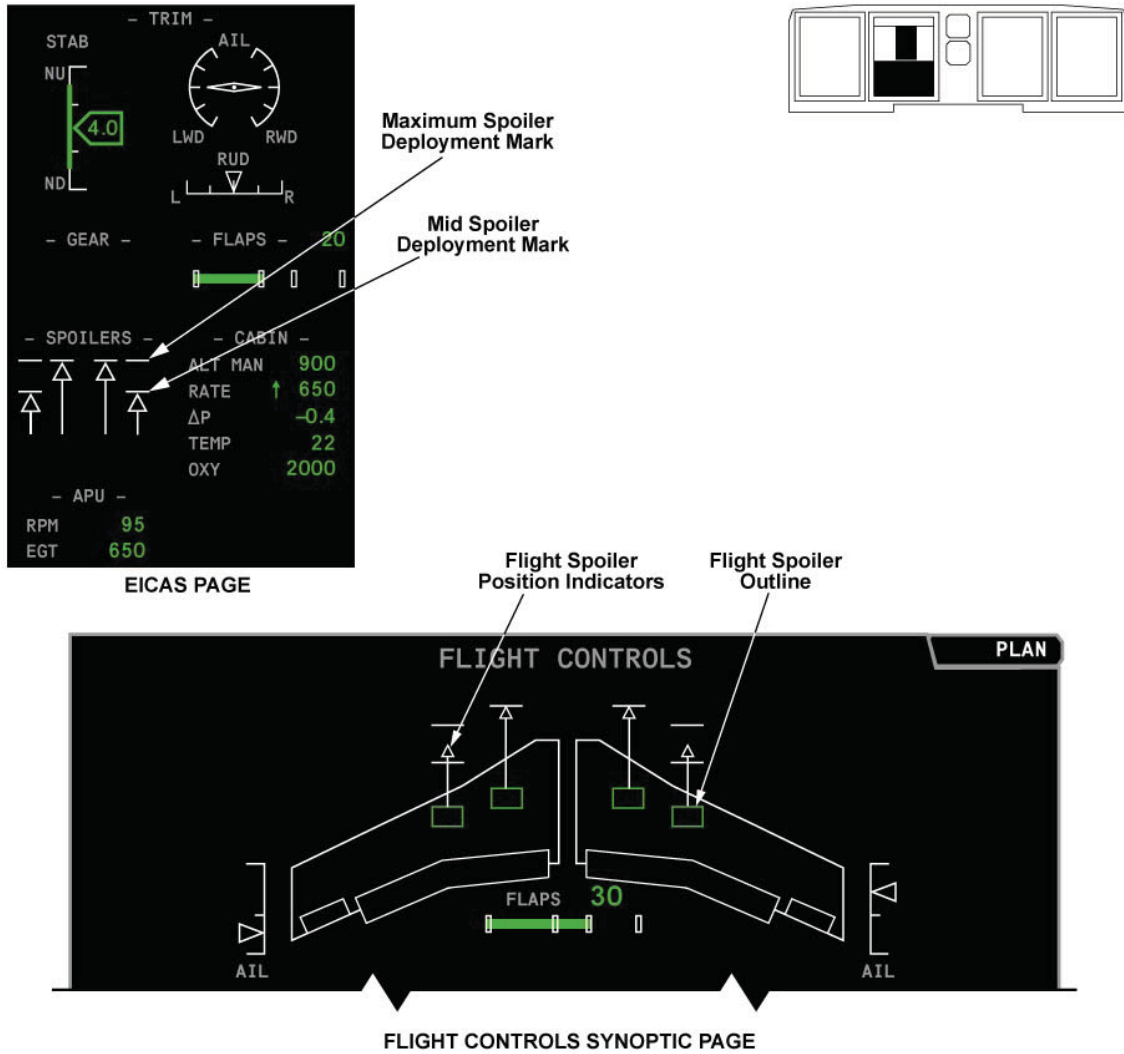 - TRIM -
STAB
AIL
NU
4.0
LWD
RWD
RUD
ND
L
R
Maximum Spoiler
Deployment Mark
Mid Spoiler
Deployment Mark
- GEAR -
- FLAPS -
20
- SPOILERS -
- CABIN -
ALT MAN 900
RATE ↑ 650
ΔP -0.4
TEMP 22
OXY 2000
- APU -
RPM 95
EGT 650
EICAS PAGE
Flight Spoiler
Position Indicators
Flight Spoiler
Outline
FLIGHT CONTROLS
PLAN
FLAPS 30
AIL
AIL
FLIGHT CONTROLS SYNOPTIC PAGE